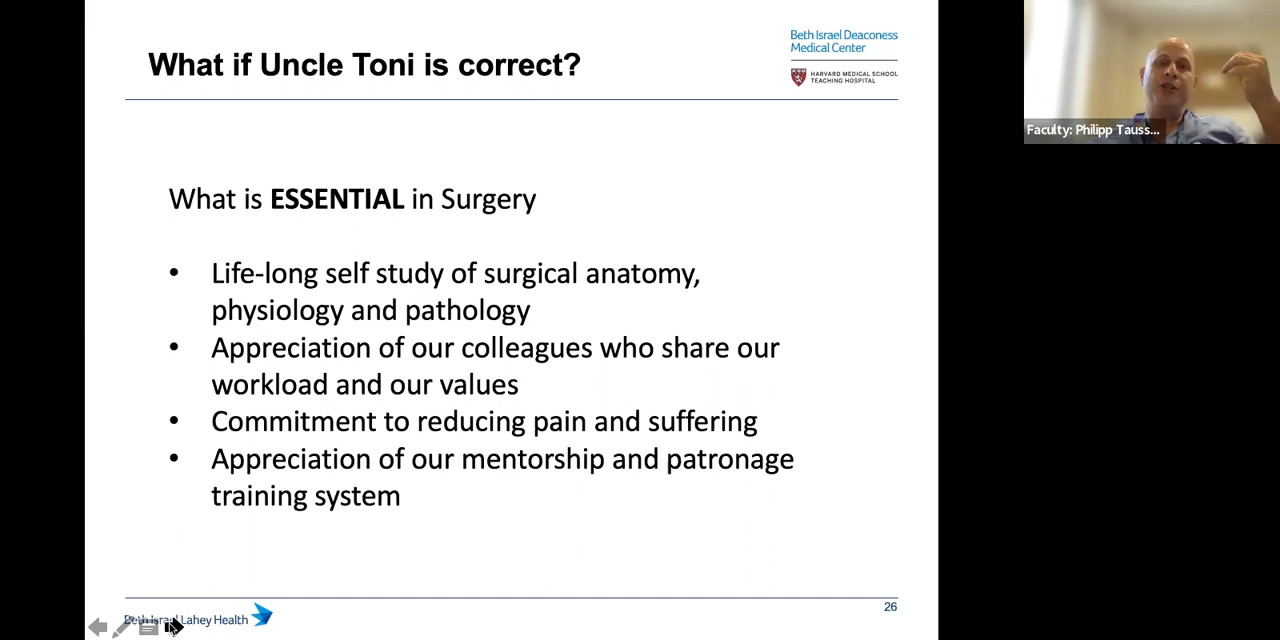 What if Uncle Toni is correct?
Beth Israel Deaconess
Medical Center
HARVARD MEDICAL SCHOOL
TEACHING HOSPITAL
Faculty: Philipp Tauss...
What is ESSENTIAL in Surgery
• Life-long self study of surgical anatomy,
physiology and pathology
• Appreciation of our colleagues who share our
workload and our values
• Commitment to reducing pain and suffering
• Appreciation of our mentorship and patronage
training system
Beth Israel Lahey Health
26